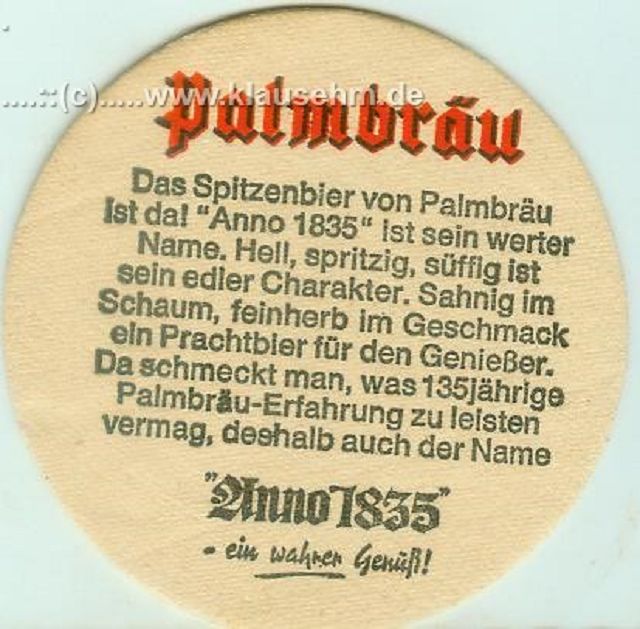 ....::(c).....www.klausehm.de
Palmbräu
Das Spitzenbier von Palmbräu
ist da! "Anno 1835" ist sein werter
Name. Hell, spritzig, süffig ist
sein edler Charakter. Sahnig im
Schaum, feinherb im Geschmack
ein Prachtbier für den Genießer.
Da schmeckt man, was 135jährige
Palmbräu-Erfahrung zu leisten
vermag, deshalb auch der Name
"Anno 1835"
- ein wahrer Genuß!